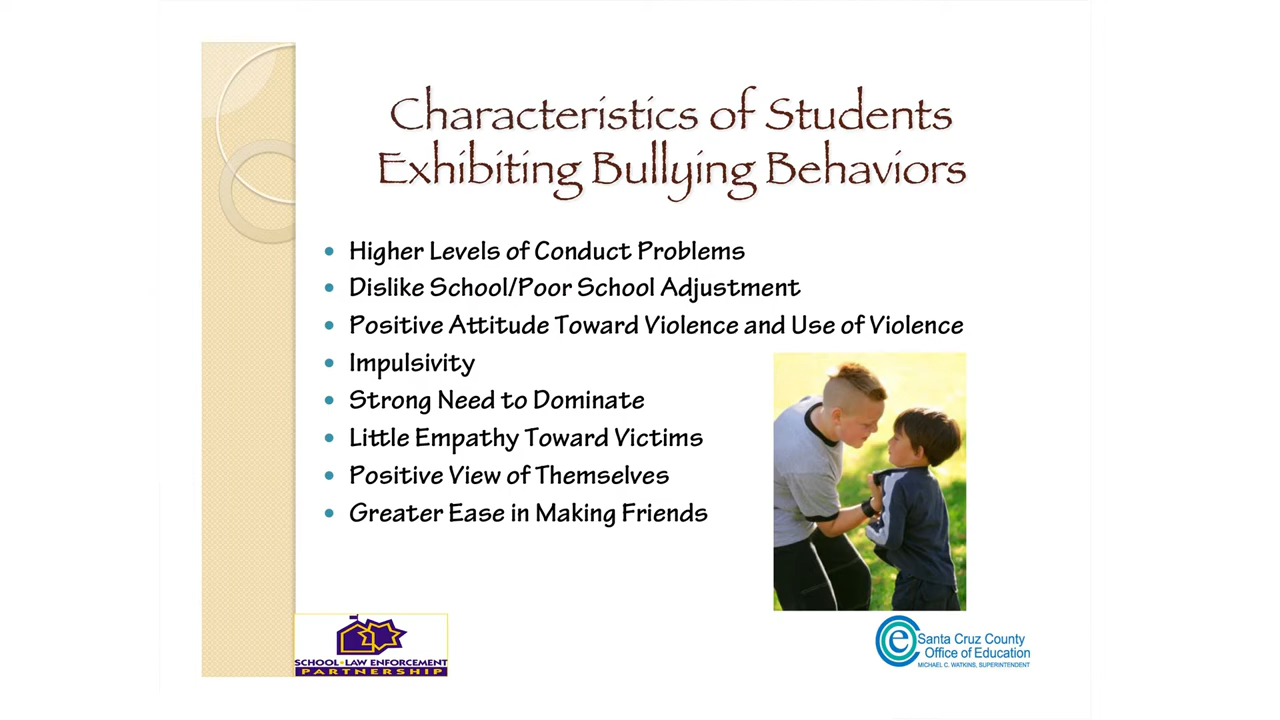 Characteristics of Students
Exhibiting Bullying Behaviors
Higher Levels of Conduct Problems
Dislike School/Poor School Adjustment
Positive Attitude Toward Violence and Use of Violence
Impulsivity
Strong Need to Dominate
Little Empathy Toward Victims
Positive View of Themselves
Greater Ease in Making Friends
SCHOOL LAW ENFORCEMENT
PARTNERSHIP
Santa Cruz County
Office of Education
MICHAEL C. WATKINS, SUPERINTENDENT